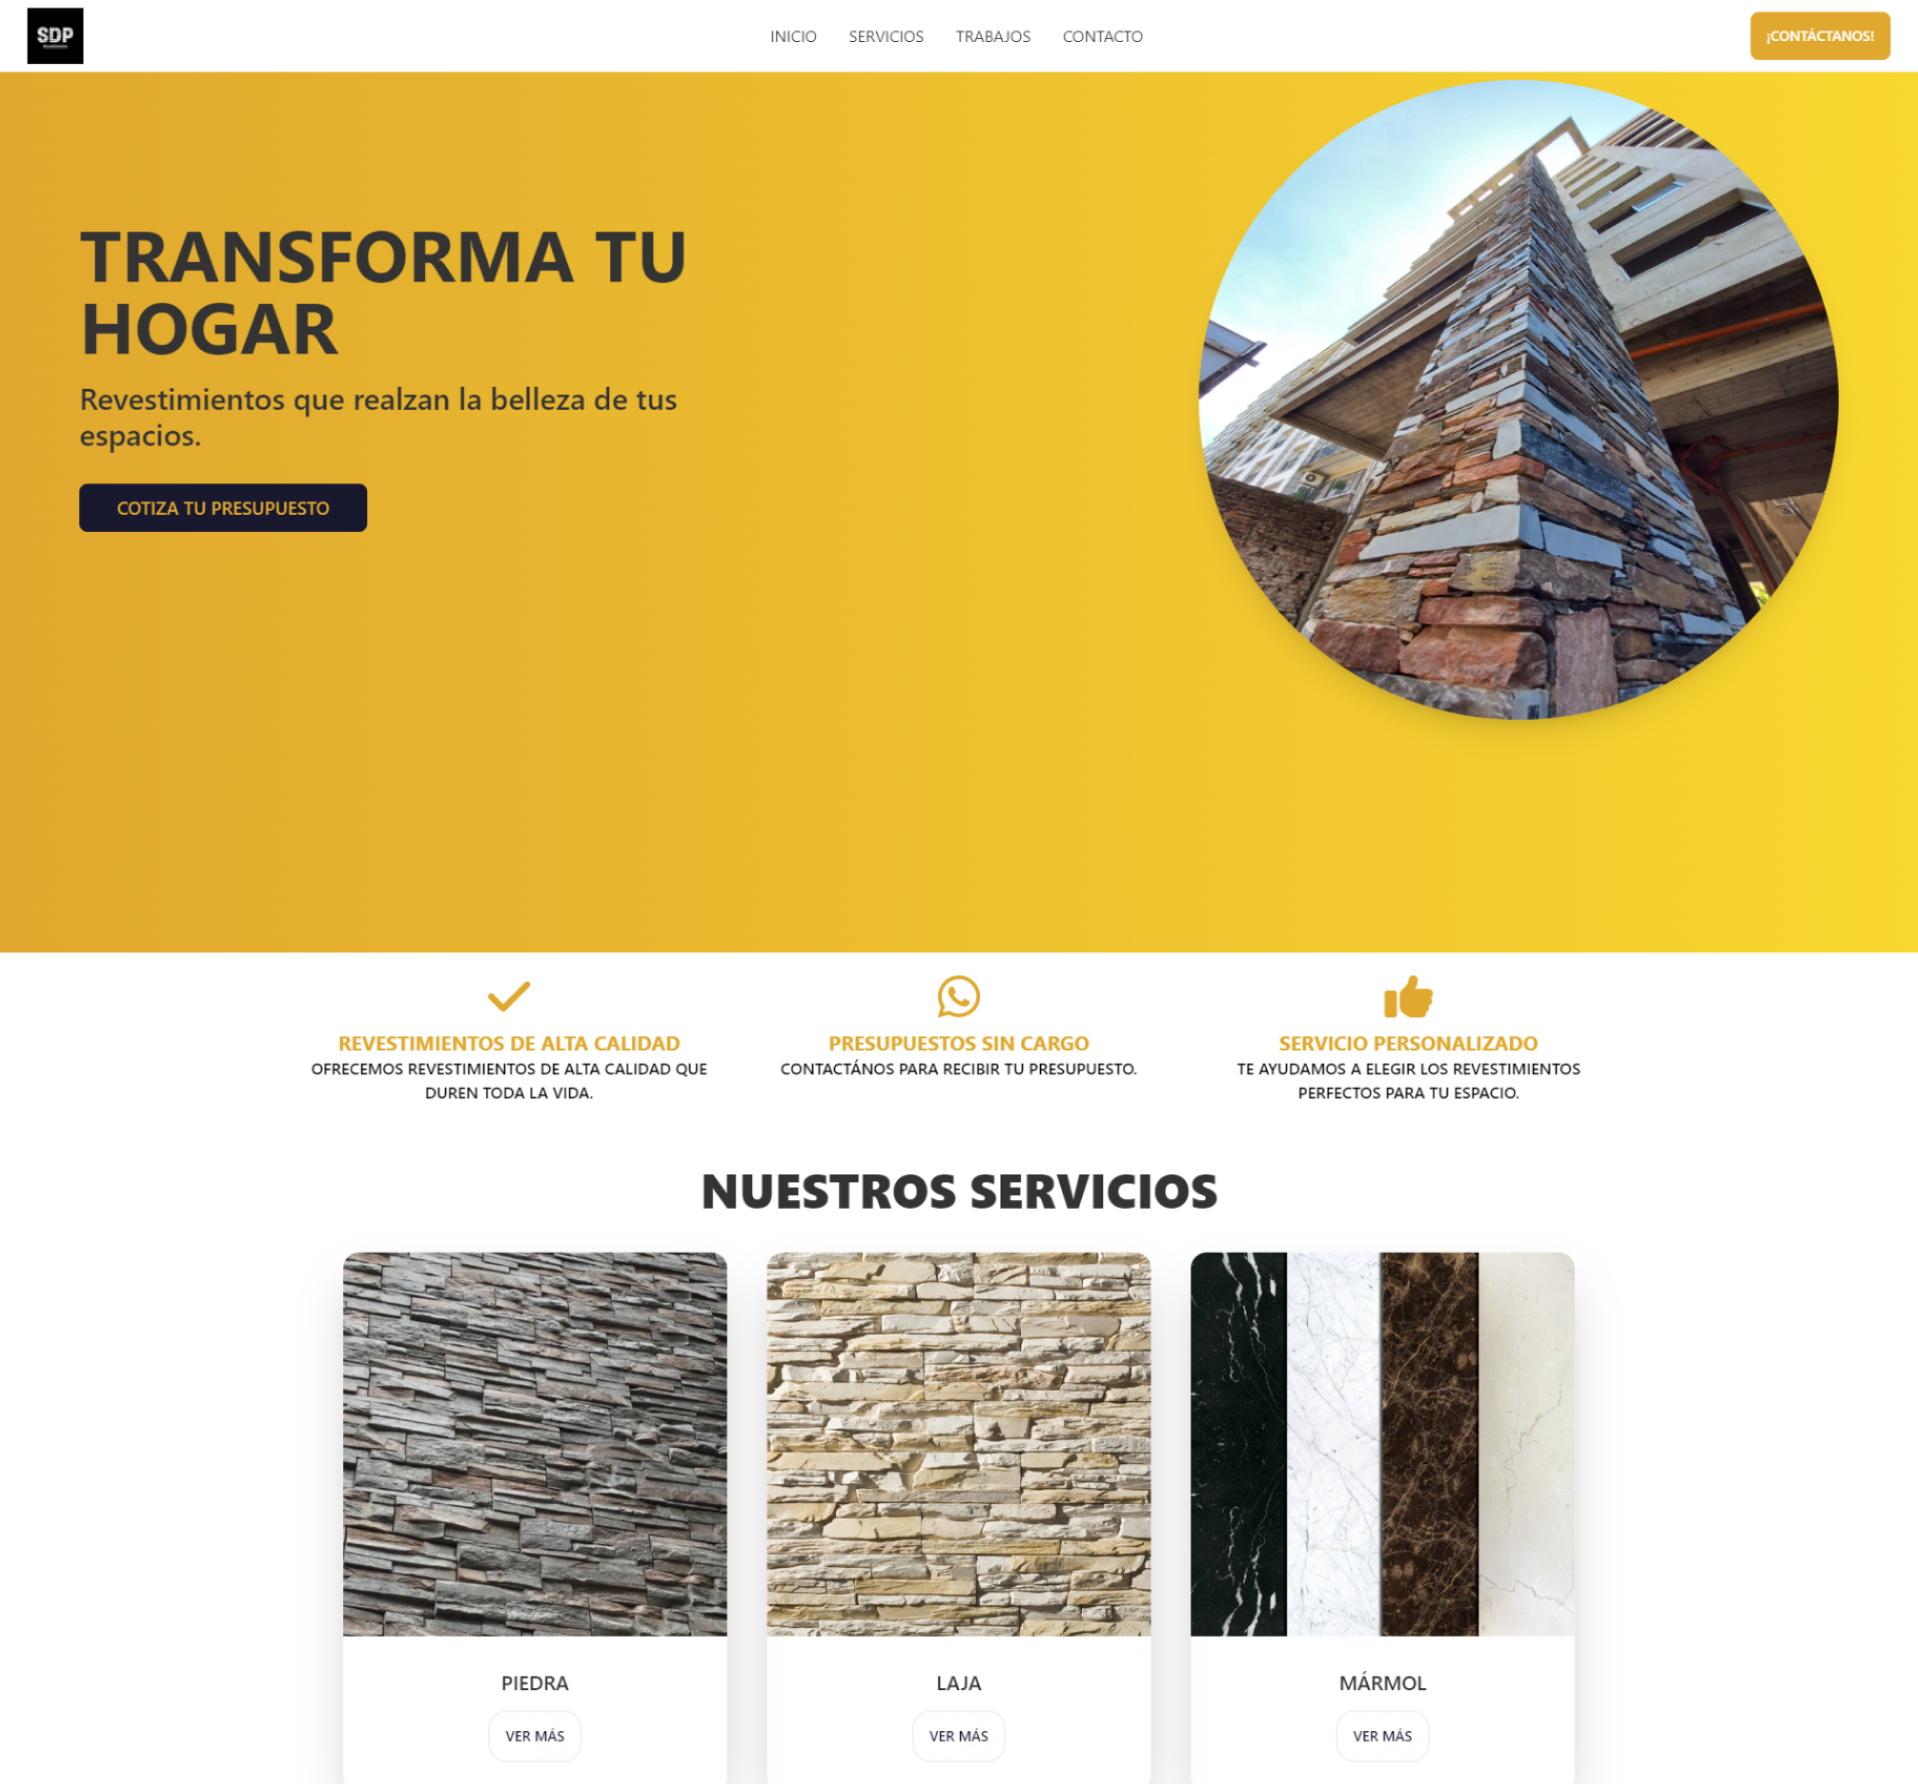 SDP
INICIO SERVICIOS TRABAJOS CONTACTO
¡CONTÁCTANOS!
TRANSFORMA TU
HOGAR
Revestimientos que realzan la belleza de tus
espacios.
COTIZA TU PRESUPUESTO
REVESTIMIENTOS DE ALTA CALIDAD
OFRECEMOS REVESTIMIENTOS DE ALTA CALIDAD QUE
DUREN TODA LA VIDA.
PRESUPUESTOS SIN CARGO
CONTACTÁNOS PARA RECIBIR TU PRESUPUESTO.
SERVICIO PERSONALIZADO
TE AYUDAMOS A ELEGIR LOS REVESTIMIENTOS
PERFECTOS PARA TU ESPACIO.
NUESTROS SERVICIOS
PIEDRA
VER MÁS
LAJA
VER MÁS
MÁRMOL
VER MÁS